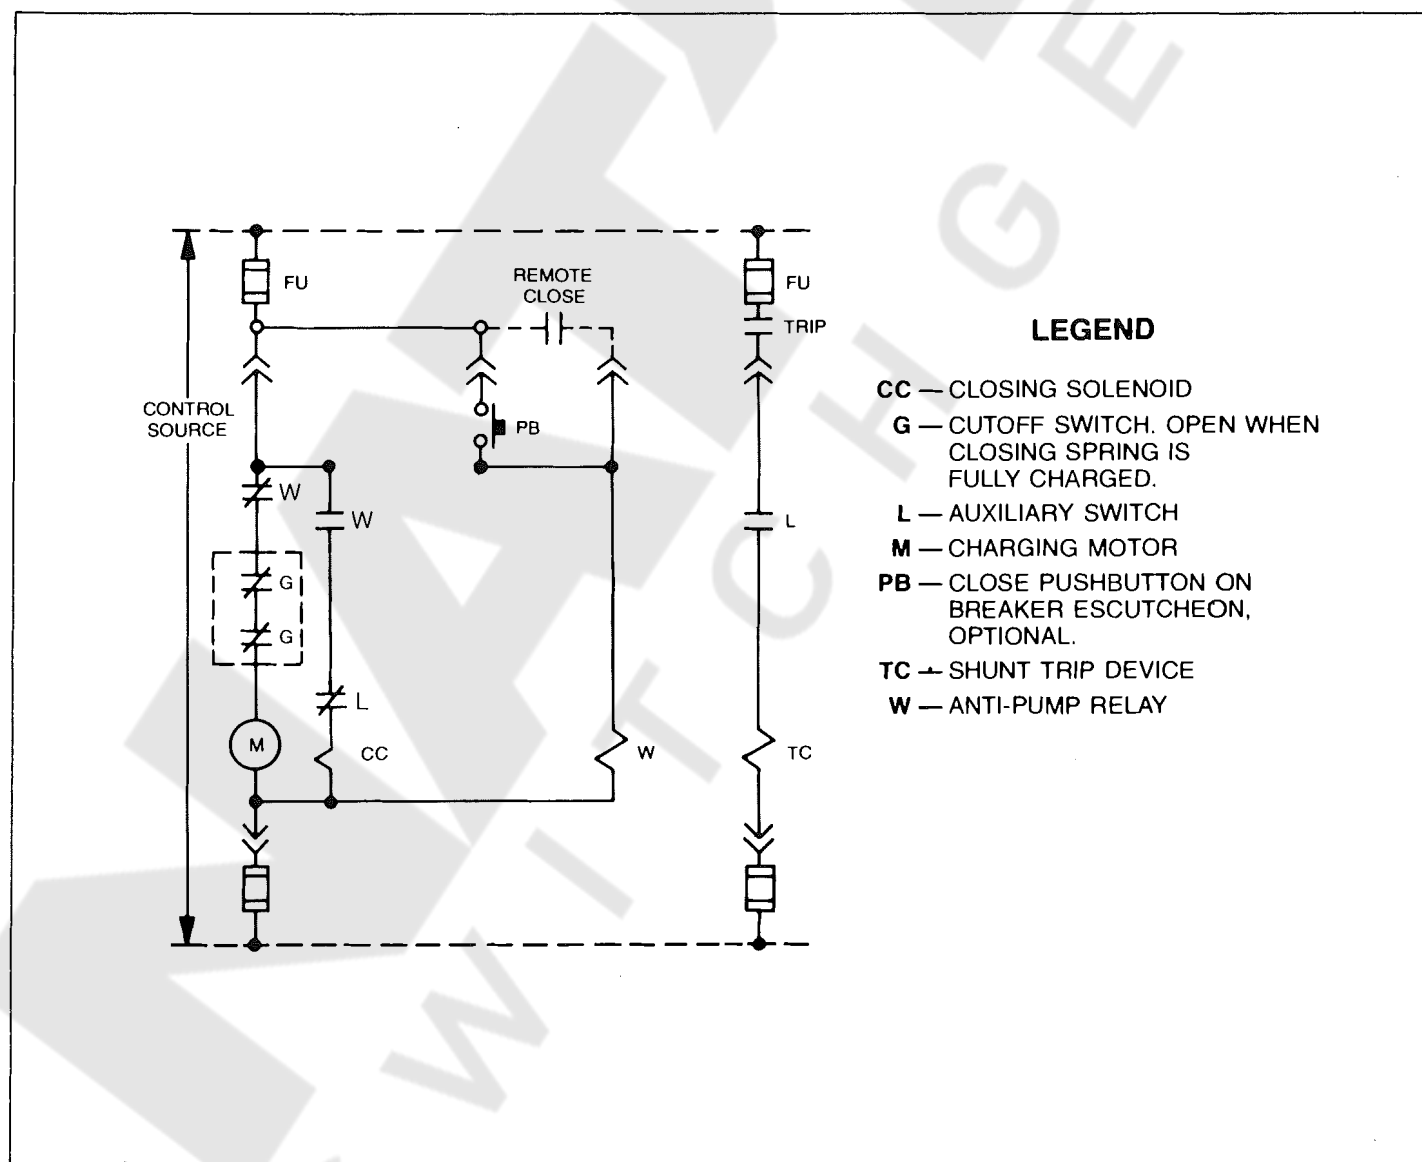 FU
REMOTE
CLOSE
FU
TRIP
CONTROL
SOURCE
PB
W
W
L
G
G
L
M
CC
W
TC
LEGEND
CC — CLOSING SOLENOID
G — CUTOFF SWITCH. OPEN WHEN
CLOSING SPRING IS
FULLY CHARGED.
L — AUXILIARY SWITCH
M — CHARGING MOTOR
PB — CLOSE PUSHBUTTON ON
BREAKER ESCUTCHEON,
OPTIONAL.
TC — SHUNT TRIP DEVICE
W — ANTI-PUMP RELAY